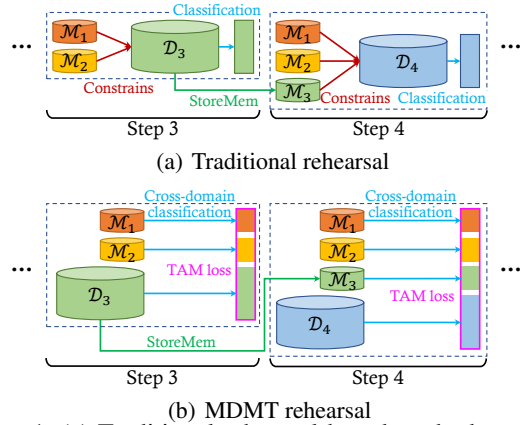 Classification
... M1 D3 M1 ...
M2 M2 D4
Constrains M3 Constrains
StoreMem Classification
Step 3 Step 4
(a) Traditional rehearsal
Cross-domain classification Cross-domain classification
M1 M1
M2 M2
... TAM loss M3 TAM loss ...
D3 D4
StoreMem
Step 3 Step 4
(b) MDMT rehearsal